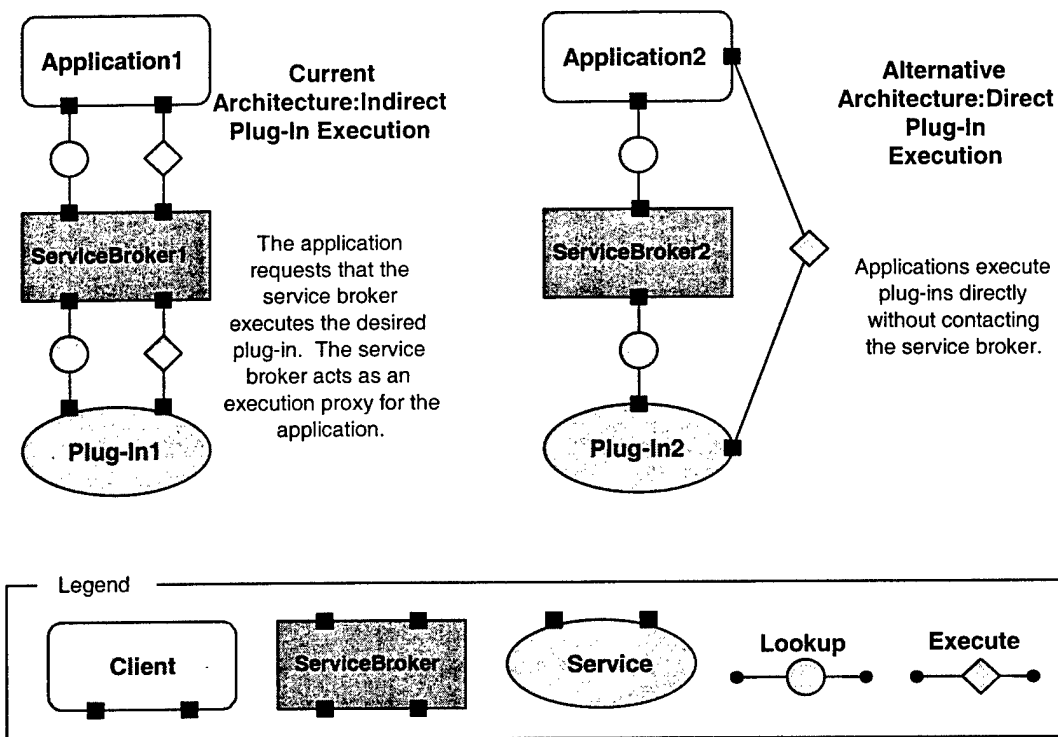 Application1
Current
Architecture:Indirect
Plug-In Execution
ServiceBroker1
The application
requests that the
service broker
executes the desired
plug-in. The service
broker acts as an
execution proxy for the
application.
Plug-In1
Application2
Alternative
Architecture:Direct
Plug-In
Execution
ServiceBroker2
Applications execute
plug-ins directly
without contacting
the service broker.
Plug-In2
Legend
Client
ServiceBroker
Service
Lookup
Execute